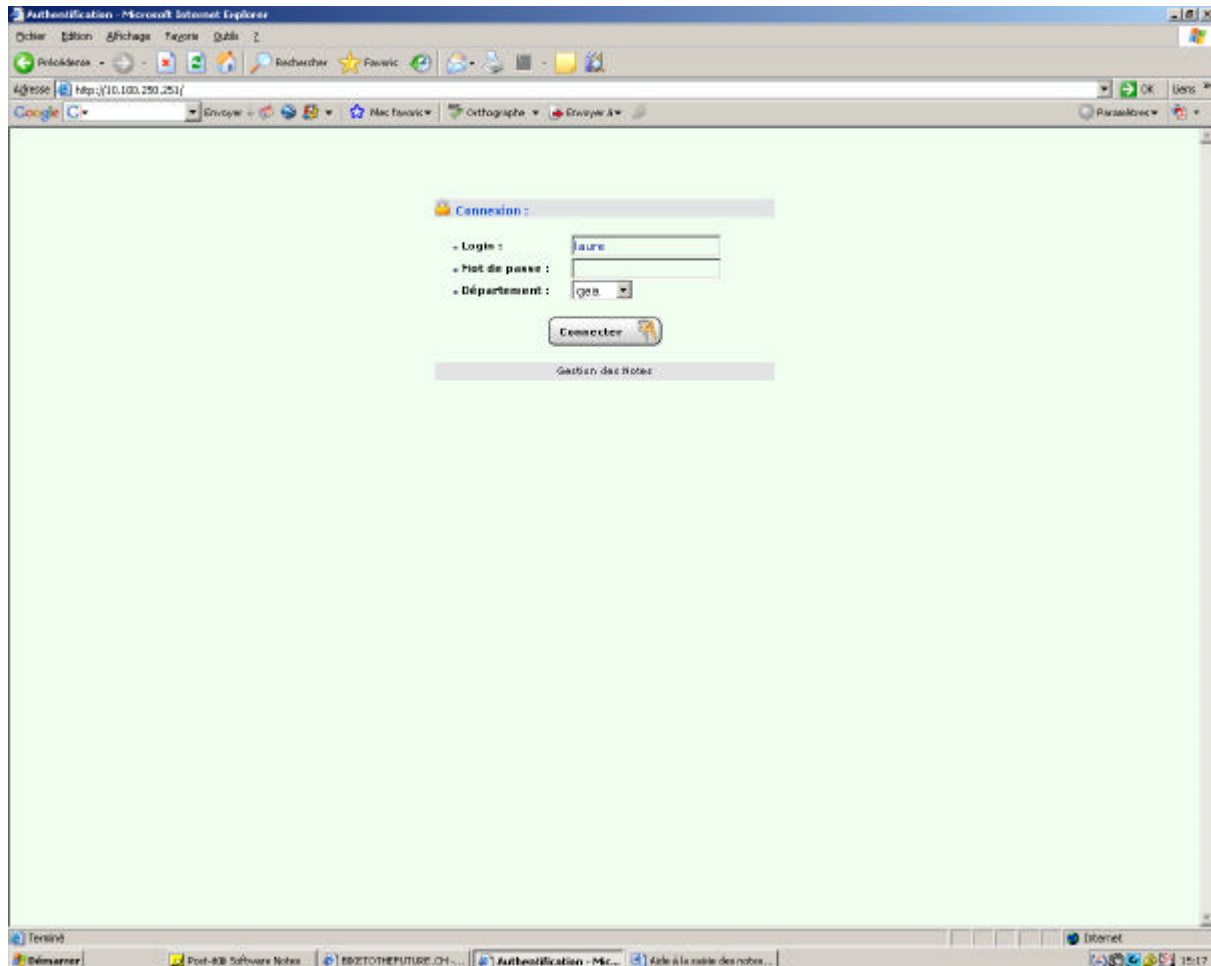 Authentification - Microsoft Internet Explorer
Fichier Edition Affichage Favoris Outils ?
Précédente Rechercher Favoris
Adresse http://10.100.250.251/ OK Liens »
Google Envoyer Mes favoris Orthographe Envoyer à Paramètres
Connexion :
Login : laure
Mot de passe :
Département : gea
Connecter
Gestion des Notes
Terminé Internet
Démarrer Post-it® Software Notes BIKETOTHEFUTURE.CH -... Authentification - Mic... Aide à la saisie des notes... 15:17